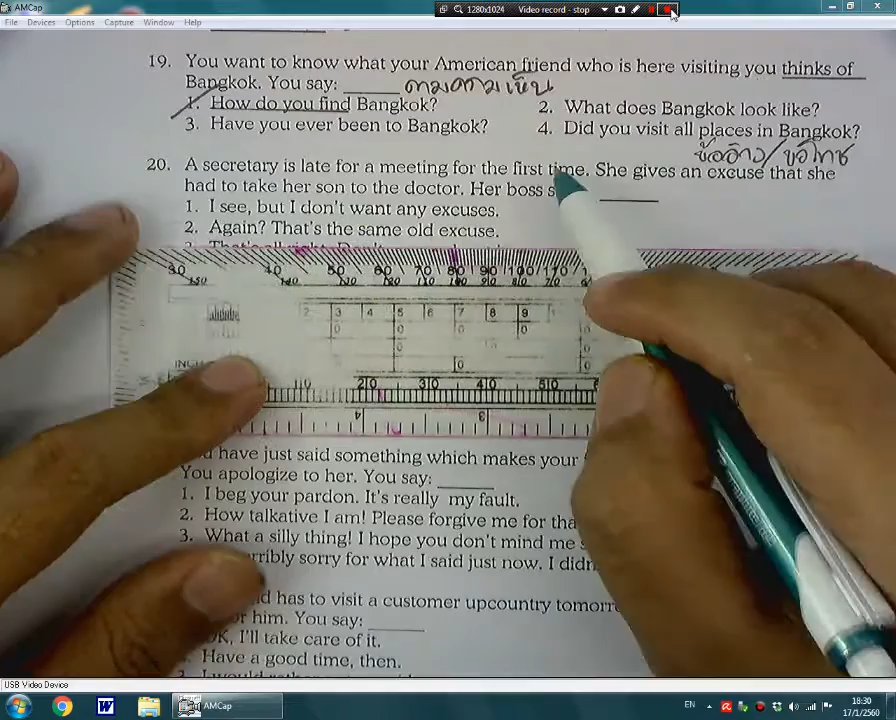 AMCap
1280x1024 Video record - stop
File Devices Options Capture Window Help
19. You want to know what your American friend who is here visiting you thinks of
Bangkok. You say: ______ ถามความเห็น
1. How do you find Bangkok? 2. What does Bangkok look like?
3. Have you ever been to Bangkok? 4. Did you visit all places in Bangkok?
ข้ออ้าง/ขอโทษ
20. A secretary is late for a meeting for the first time. She gives an excuse that she
had to take her son to the doctor. Her boss s ______
1. I see, but I don't want any excuses.
2. Again? That's the same old excuse.
have just said something which makes your
You apologize to her. You say: ______
1. I beg your pardon. It's really my fault.
2. How talkative I am! Please forgive me for tha
3. What a silly thing! I hope you don't mind me
rribly sorry for what I said just now. I didn
d has to visit a customer upcountry tomorr
or him. You say: ______
OK, I'll take care of it.
Have a good time, then.
USB Video Device
AMCap
EN
18:30
17/1/2560